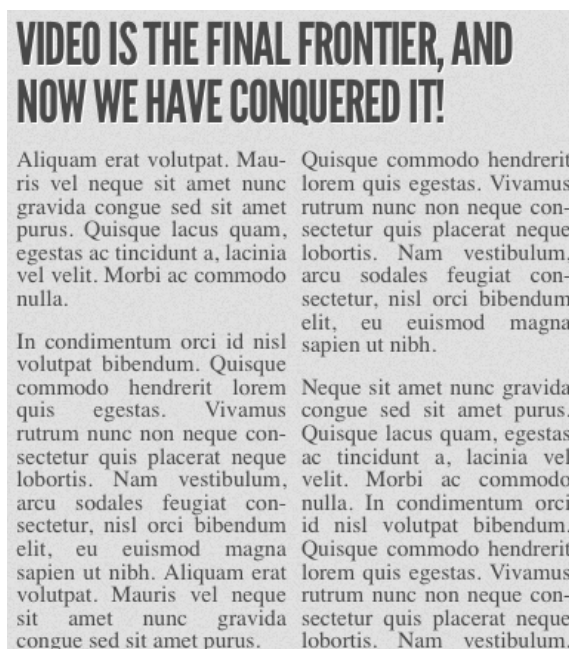 VIDEO IS THE FINAL FRONTIER, AND
NOW WE HAVE CONQUERED IT!
Aliquam erat volutpat. Mau-
ris vel neque sit amet nunc
gravida congue sed sit amet
purus. Quisque lacus quam,
egestas ac tincidunt a, lacinia
vel velit. Morbi ac commodo
nulla.
In condimentum orci id nisl
volutpat bibendum. Quisque
commodo hendrerit lorem
quis egestas. Vivamus
rutrum nunc non neque con-
sectetur quis placerat neque
lobortis. Nam vestibulum,
arcu sodales feugiat con-
sectetur, nisl orci bibendum
elit, eu euismod magna
sapien ut nibh. Aliquam erat
volutpat. Mauris vel neque
sit amet nunc gravida
congue sed sit amet purus.
Quisque commodo hendrerit
lorem quis egestas. Vivamus
rutrum nunc non neque con-
sectetur quis placerat neque
lobortis. Nam vestibulum,
arcu sodales feugiat con-
sectetur, nisl orci bibendum
elit, eu euismod magna
sapien ut nibh.
Neque sit amet nunc gravida
congue sed sit amet purus.
Quisque lacus quam, egestas
ac tincidunt a, lacinia vel
velit. Morbi ac commodo
nulla. In condimentum orci
id nisl volutpat bibendum.
Quisque commodo hendrerit
lorem quis egestas. Vivamus
rutrum nunc non neque con-
sectetur quis placerat neque
lobortis. Nam vestibulum,